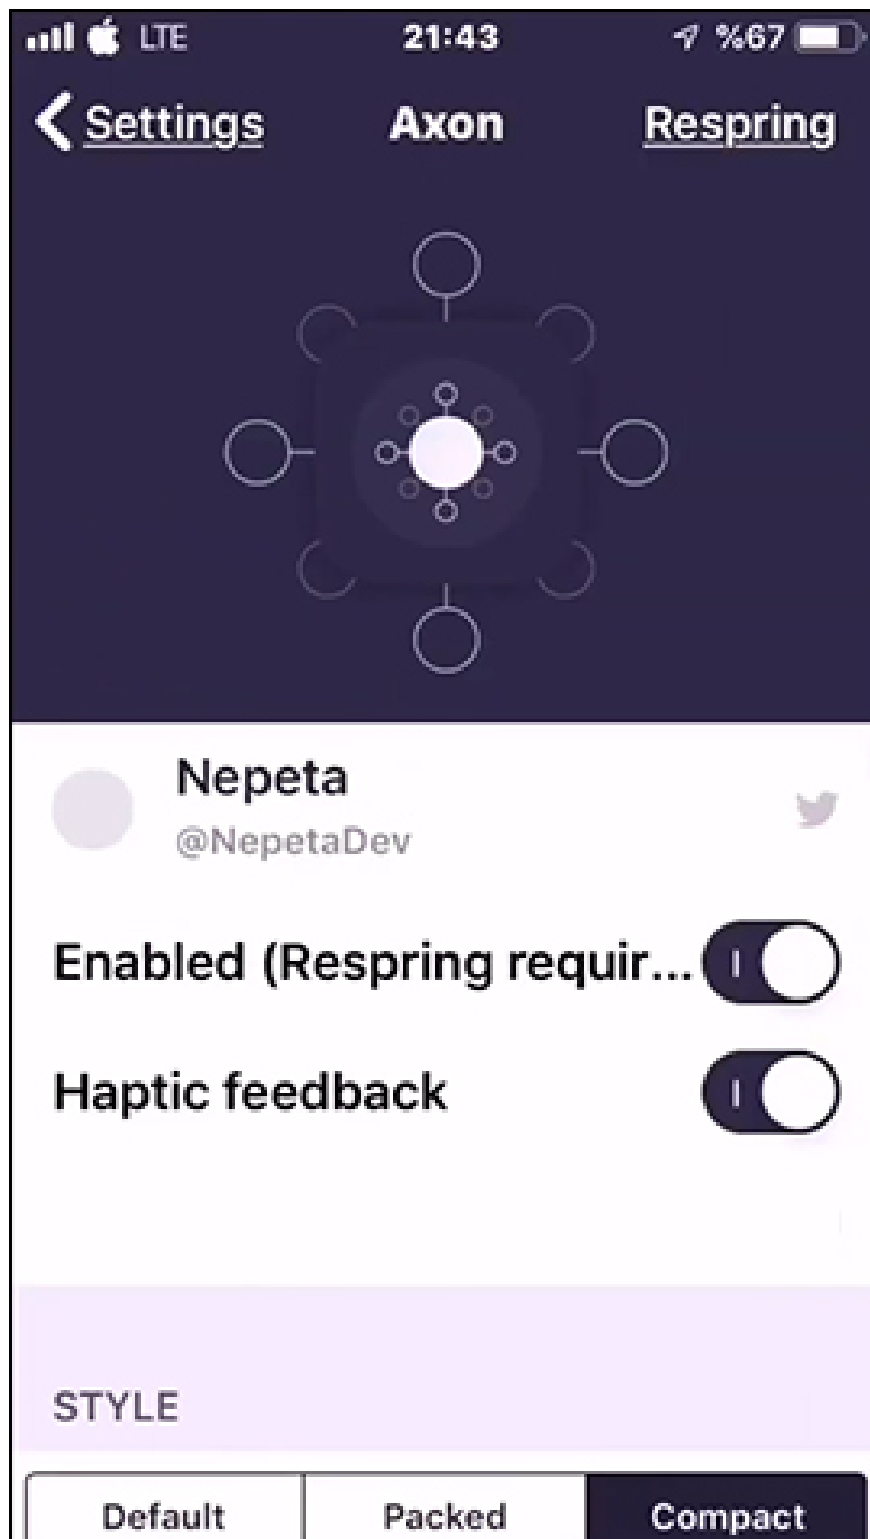 LTE 21:43 %67
Settings Axon Respring
Nepeta
@NepetaDev
Enabled (Respring requir...
Haptic feedback
STYLE
Default Packed Compact